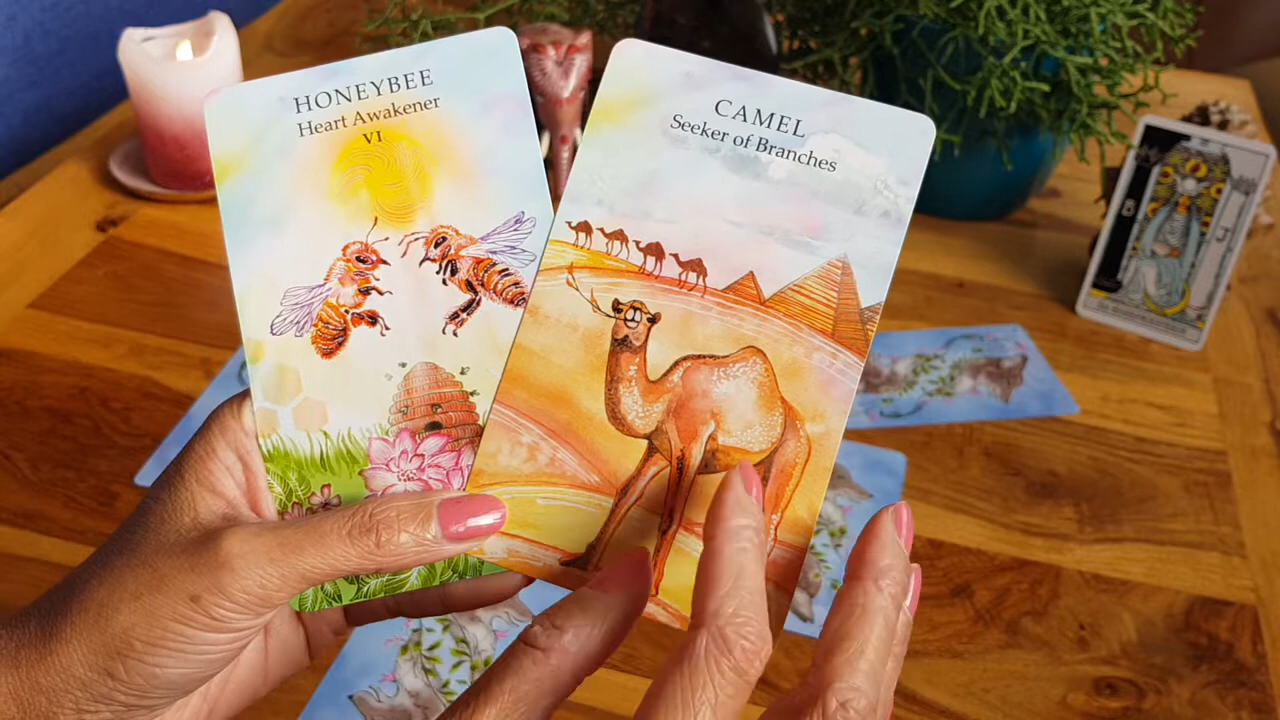 HONEYBEE
Heart Awakener
VI
CAMEL
Seeker of Branches
B
J